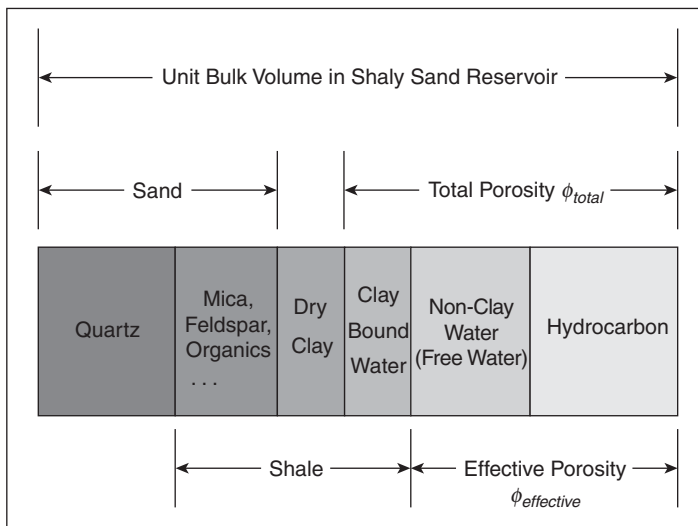 Unit Bulk Volume in Shaly Sand Reservoir
Sand
Total Porosity ϕtotal
Quartz
Mica,
Feldspar,
Organics
. . .
Dry
Clay
Clay
Bound
Water
Non-Clay
Water
(Free Water)
Hydrocarbon
Shale
Effective Porosity
ϕeffective